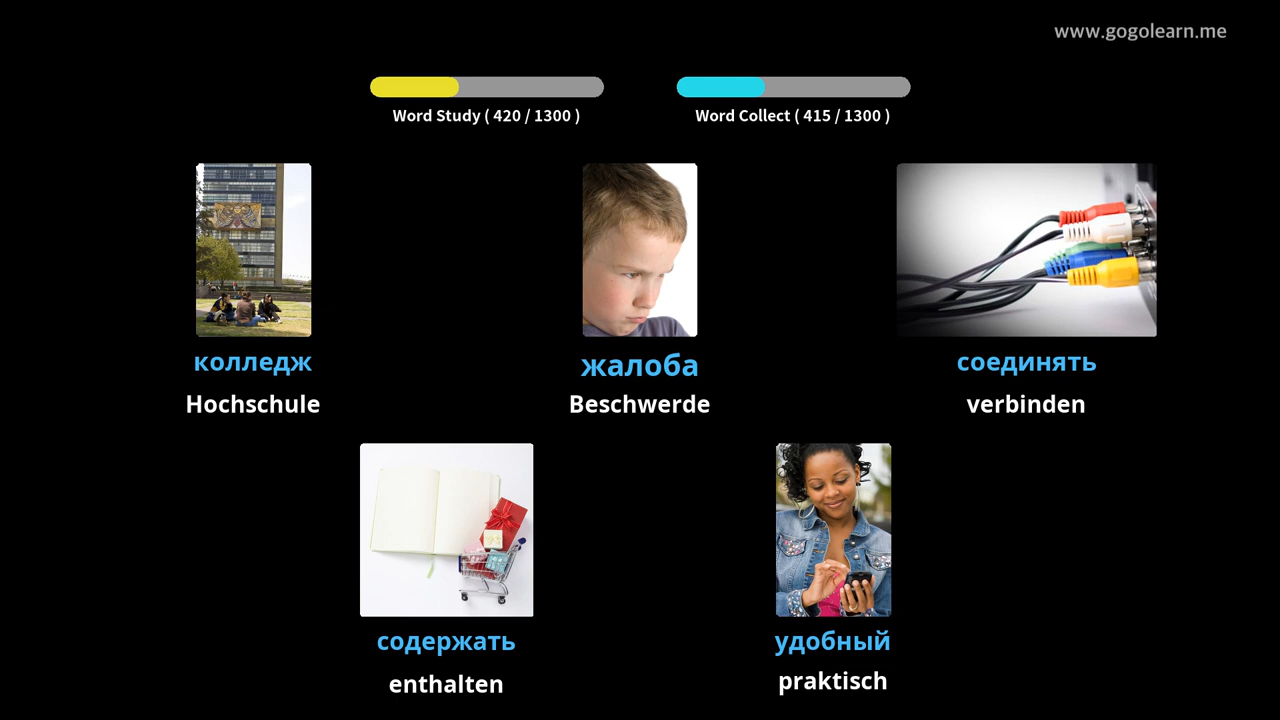 www.gogolearn.me
Word Study ( 420 / 1300 )
Word Collect ( 415 / 1300 )
колледж
жалоба
соединять
Hochschule
Beschwerde
verbinden
содержать
удобный
enthalten
praktisch